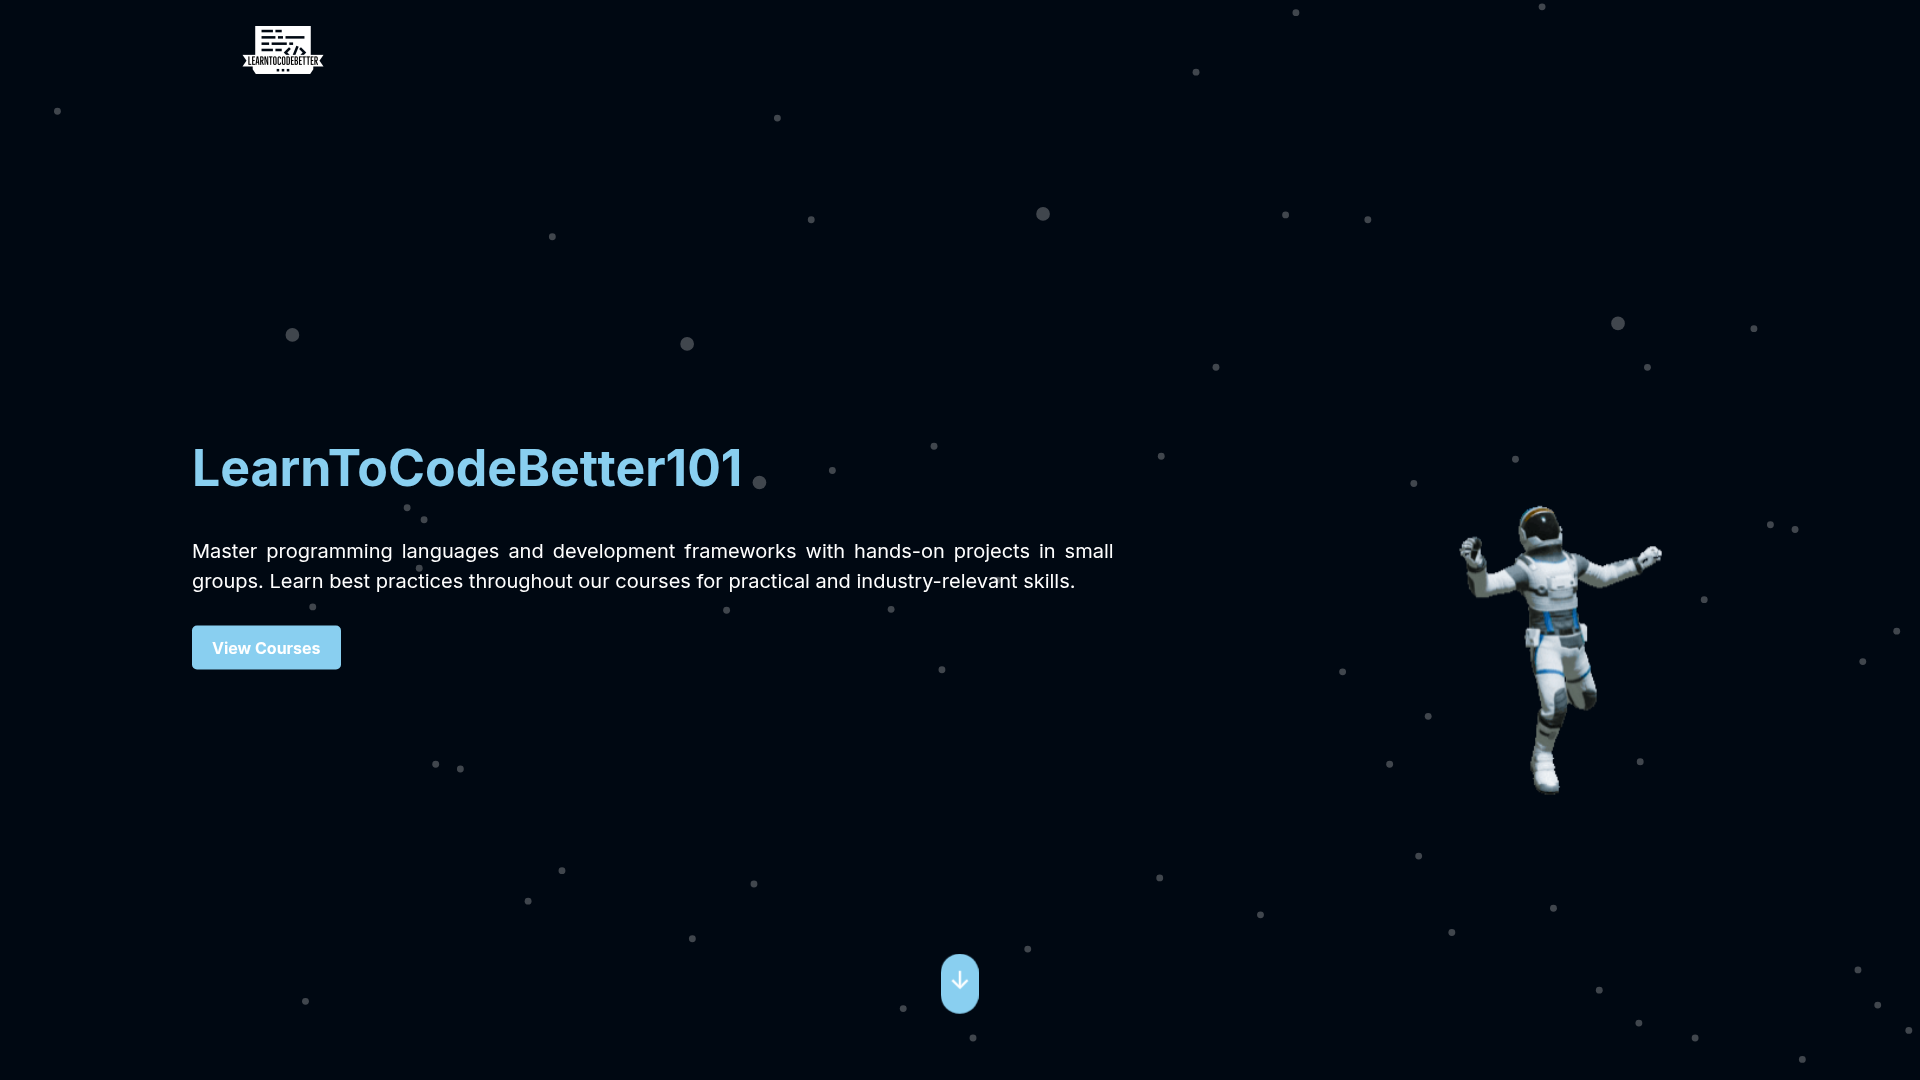 LEARNTOCODEBETTER
LearnToCodeBetter101
Master programming languages and development frameworks with hands-on projects in small
groups. Learn best practices throughout our courses for practical and industry-relevant skills.
View Courses